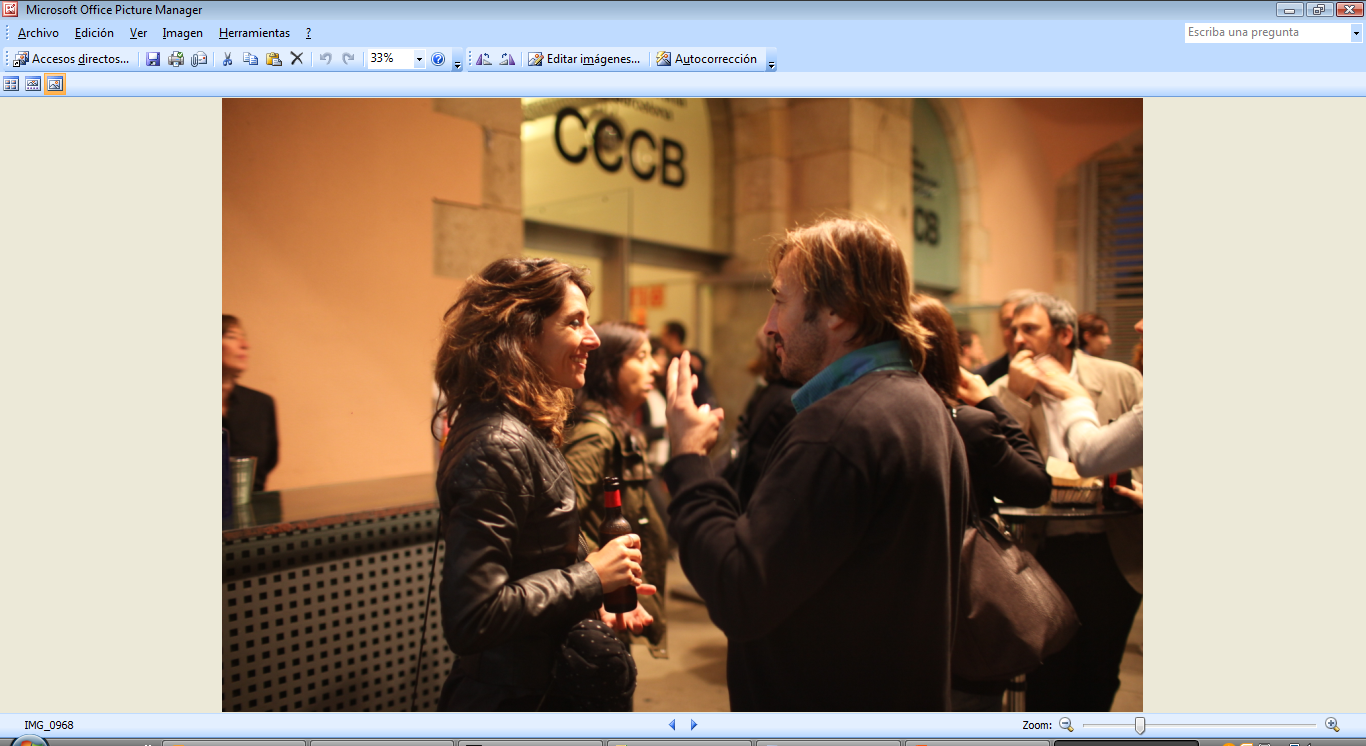 Microsoft Office Picture Manager
Archivo Edición Ver Imagen Herramientas ?
Escriba una pregunta
Accesos directos... 33% Editar imágenes... Autocorrección
CCCB
CB
IMG_0968
Zoom: